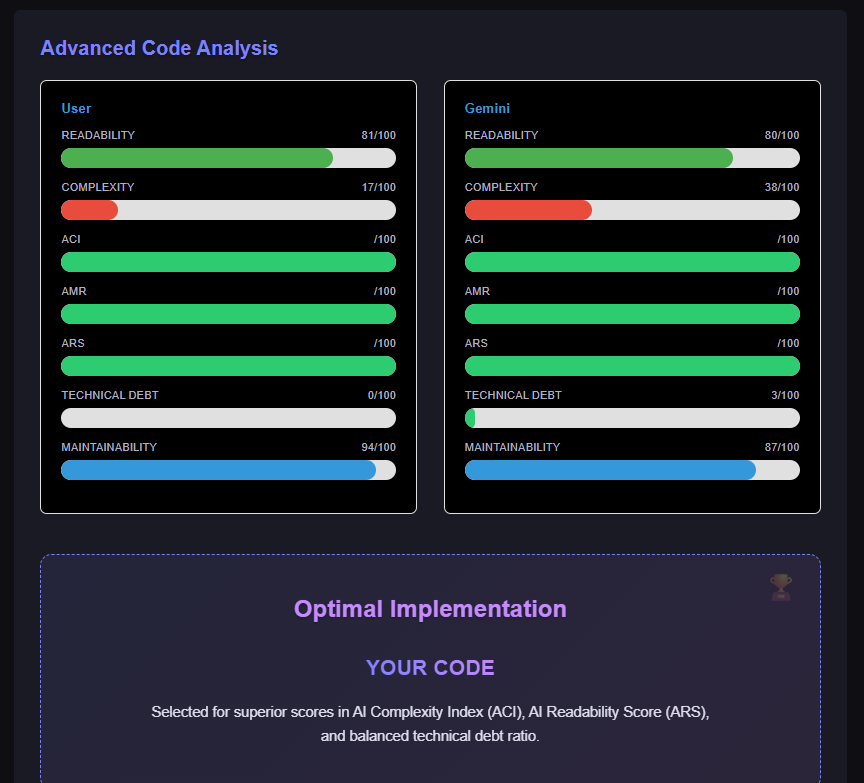 Advanced Code Analysis
User
READABILITY 81/100
COMPLEXITY 17/100
ACI /100
AMR /100
ARS /100
TECHNICAL DEBT 0/100
MAINTAINABILITY 94/100
Gemini
READABILITY 80/100
COMPLEXITY 38/100
ACI /100
AMR /100
ARS /100
TECHNICAL DEBT 3/100
MAINTAINABILITY 87/100
Optimal Implementation
YOUR CODE
Selected for superior scores in AI Complexity Index (ACI), AI Readability Score (ARS),
and balanced technical debt ratio.